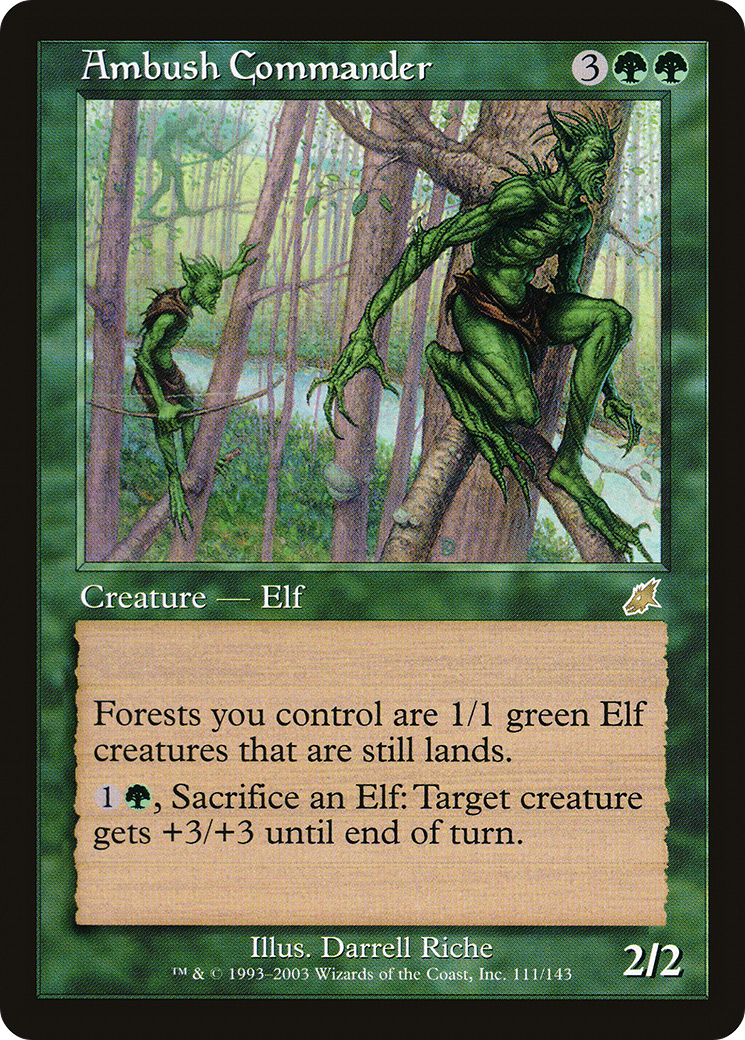 Ambush Commander 3
Creature — Elf
Forests you control are 1/1 green Elf
creatures that are still lands.
1 , Sacrifice an Elf: Target creature
gets +3/+3 until end of turn.
Illus. Darrell Riche
™ & © 1993–2003 Wizards of the Coast, Inc. 111/143
2/2